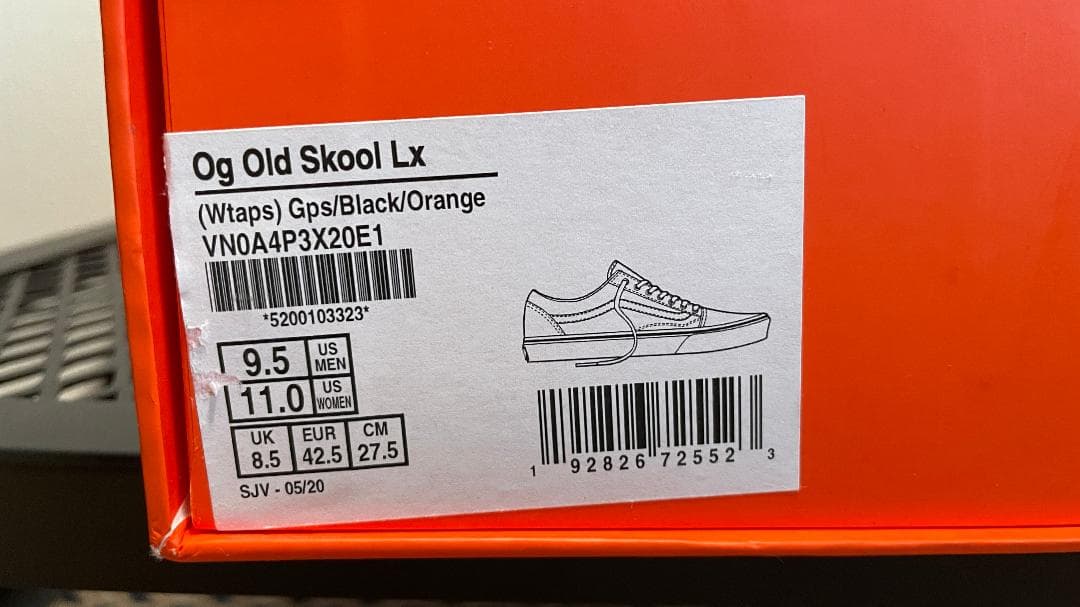 Og Old Skool Lx
(Wtaps) Gps/Black/Orange
VN0A4P3X20E1
*5200103323*
9.5 US MEN
11.0 US WOMEN
UK EUR CM
8.5 42.5 27.5
SJV - 05/20
1 92826 72552 3